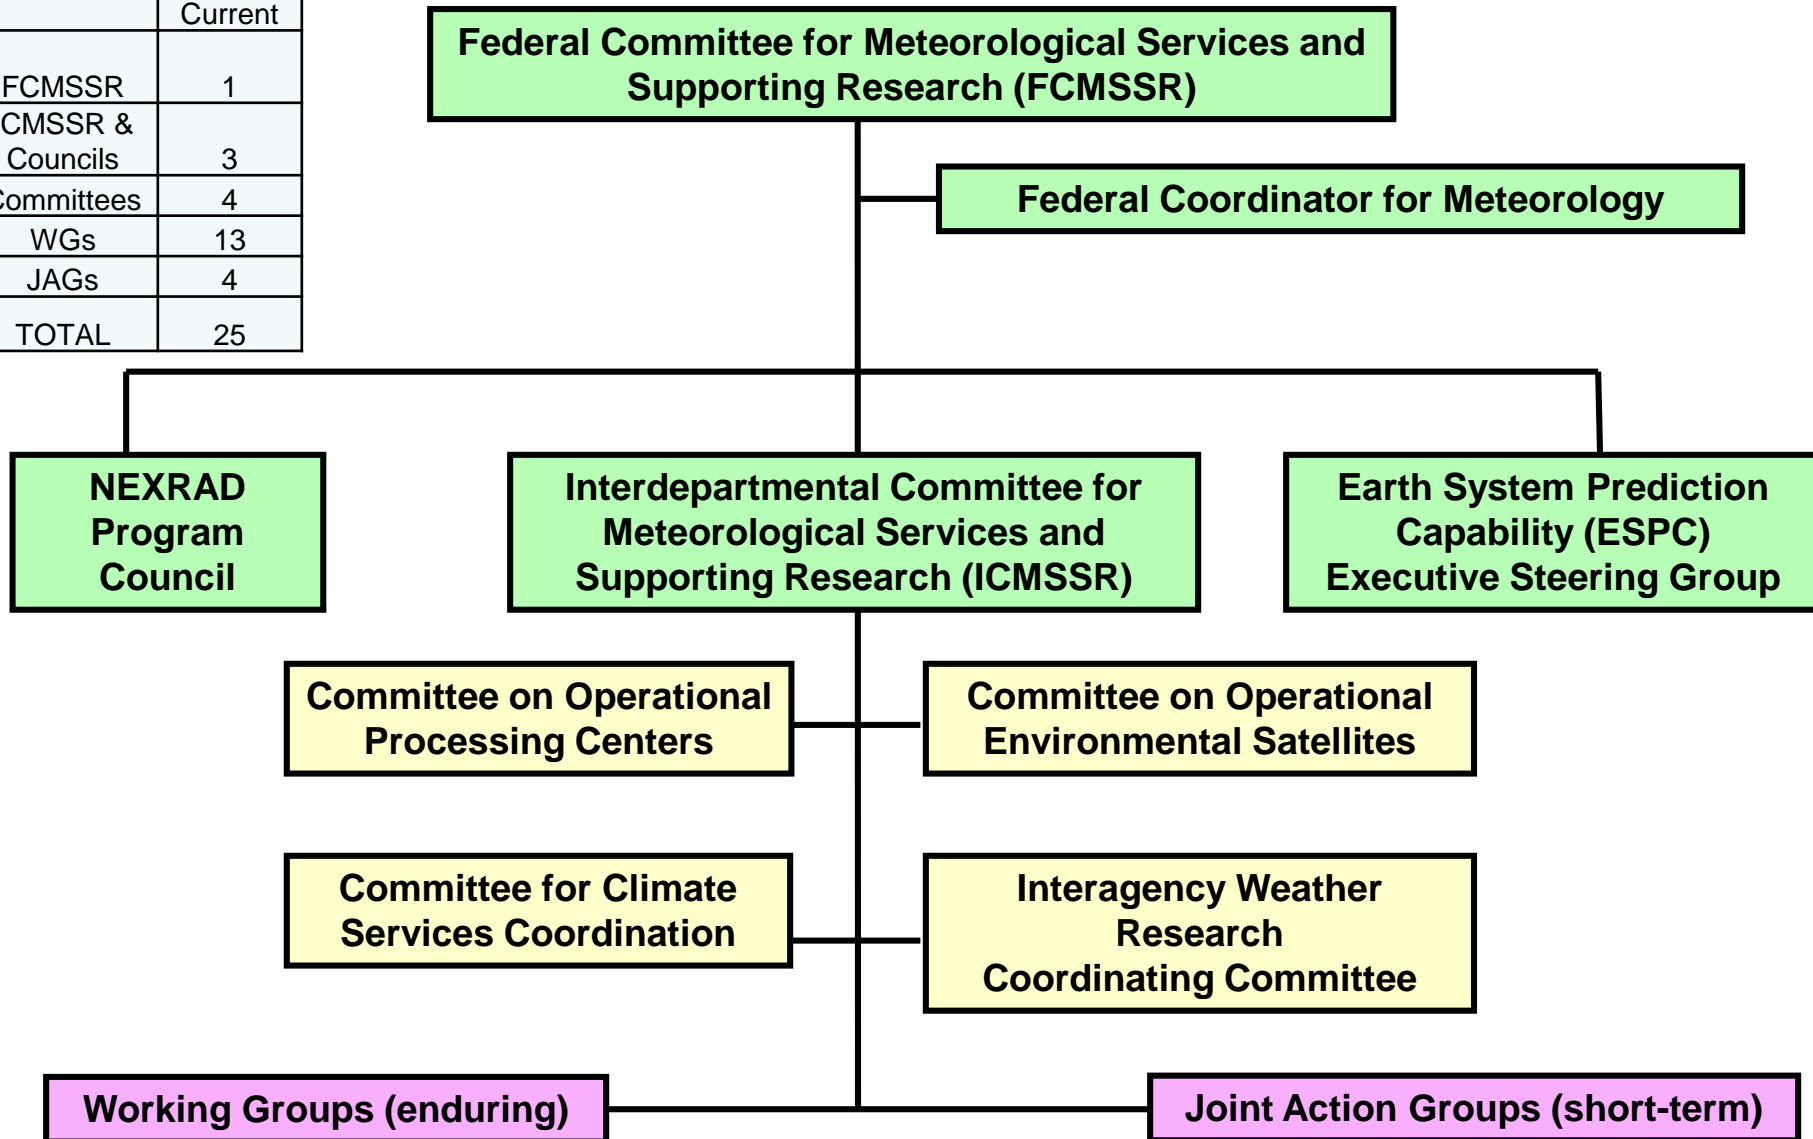 Current
FCMSSR 1
CMSSR &
Councils 3
Committees 4
WGs 13
JAGs 4
TOTAL 25
Federal Committee for Meteorological Services and
Supporting Research (FCMSSR)
Federal Coordinator for Meteorology
NEXRAD
Program
Council
Interdepartmental Committee for
Meteorological Services and
Supporting Research (ICMSSR)
Earth System Prediction
Capability (ESPC)
Executive Steering Group
Committee on Operational
Processing Centers
Committee on Operational
Environmental Satellites
Committee for Climate
Services Coordination
Interagency Weather
Research
Coordinating Committee
Working Groups (enduring)
Joint Action Groups (short-term)